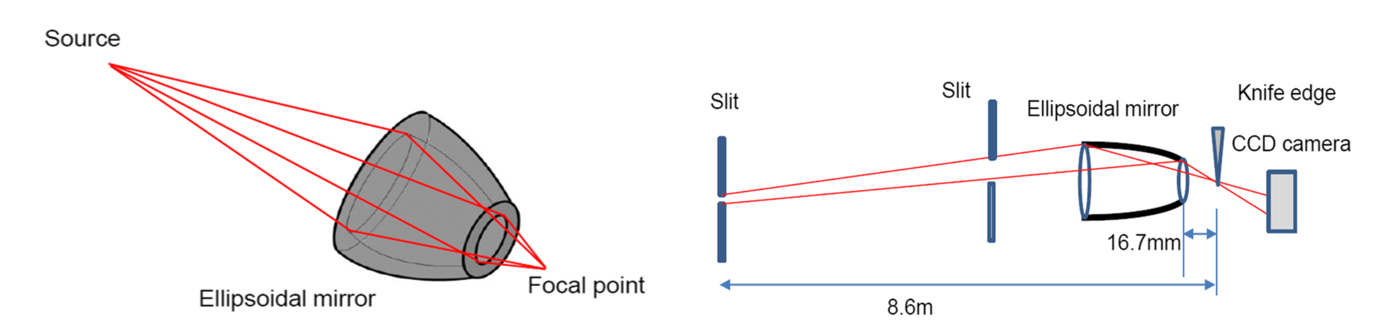 Source
Ellipsoidal mirror
Focal point
Slit
Slit
Ellipsoidal mirror
Knife edge
CCD camera
16.7mm
8.6m